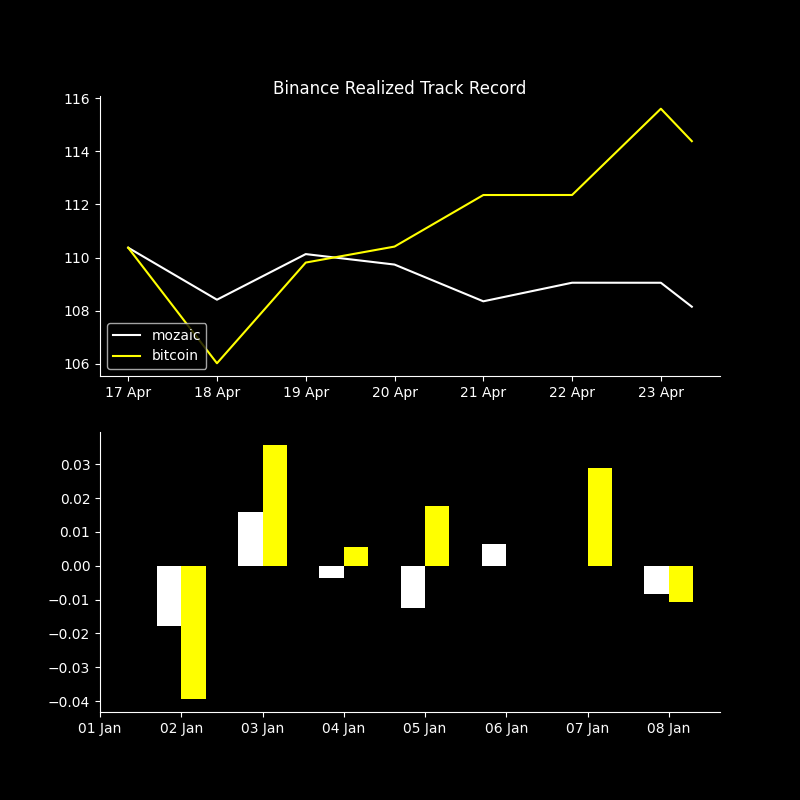 Binance Realized Track Record
116
114
112
110
108
106
mozaic
bitcoin
17 Apr 18 Apr 19 Apr 20 Apr 21 Apr 22 Apr 23 Apr
0.03
0.02
0.01
0.00
−0.01
−0.02
−0.03
−0.04
01 Jan 02 Jan 03 Jan 04 Jan 05 Jan 06 Jan 07 Jan 08 Jan